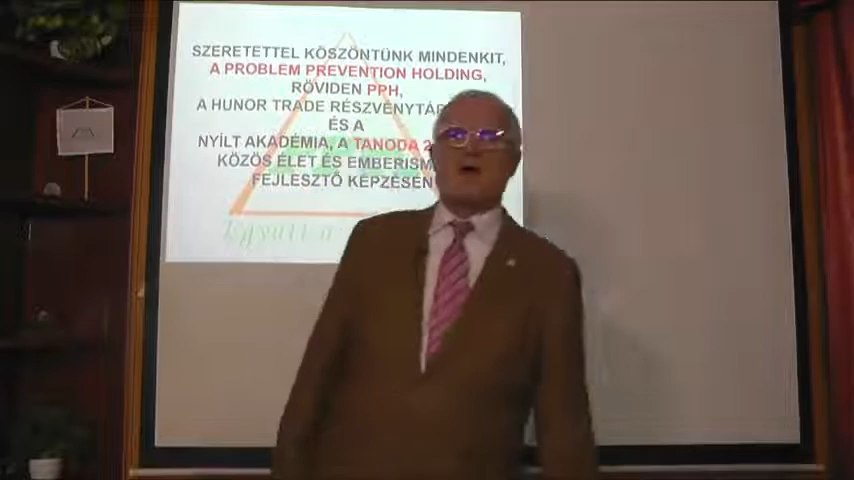 SZERETETTEL KÖSZÖNTÜNK MINDENKIT,
A PROBLEM PREVENTION HOLDING,
RÖVIDEN PPH,
A HUNOR TRADE RÉSZVÉNYTÁR
ÉS A
NYÍLT AKADÉMIA, A TANODA 2
KÖZÖS ÉLET ÉS EMBERISM
FEJLESZTŐ KÉPZÉSEN